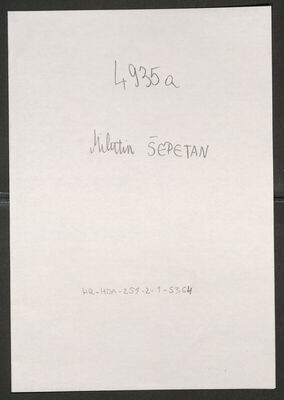 4935a
Milutin ŠEPETAN
HR-HDA-259-2-1-5364